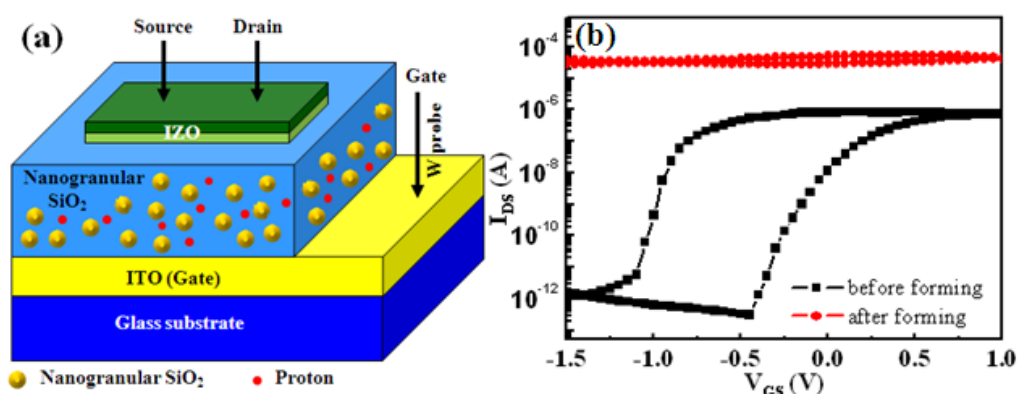 (a)
Source Drain
Gate
W probe
IZO
Nanogranular
SiO₂
ITO (Gate)
Glass substrate
Nanogranular SiO₂ Proton
(b)
10⁻⁴
10⁻⁶
10⁻⁸
10⁻¹⁰
10⁻¹²
I_DS (A)
before forming
after forming
-1.5 -1.0 -0.5 0.0 0.5 1.0
V_GS (V)